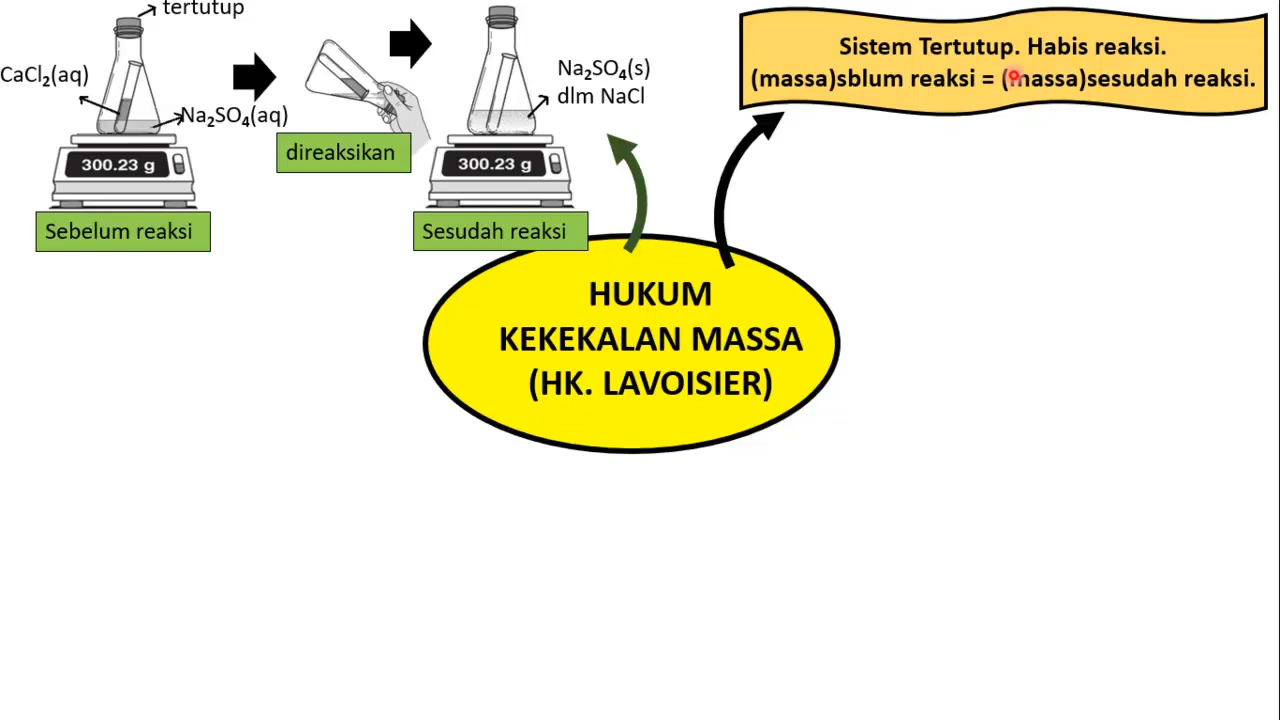 tertutup
CaCl₂(aq)
Na₂SO₄(aq)
300.23 g
Sebelum reaksi
direaksikan
Na₂SO₄(s)
dlm NaCl
300.23 g
Sesudah reaksi
Sistem Tertutup. Habis reaksi.
(massa)sblum reaksi = (massa)sesudah reaksi.
HUKUM
KEKEKALAN MASSA
(HK. LAVOISIER)